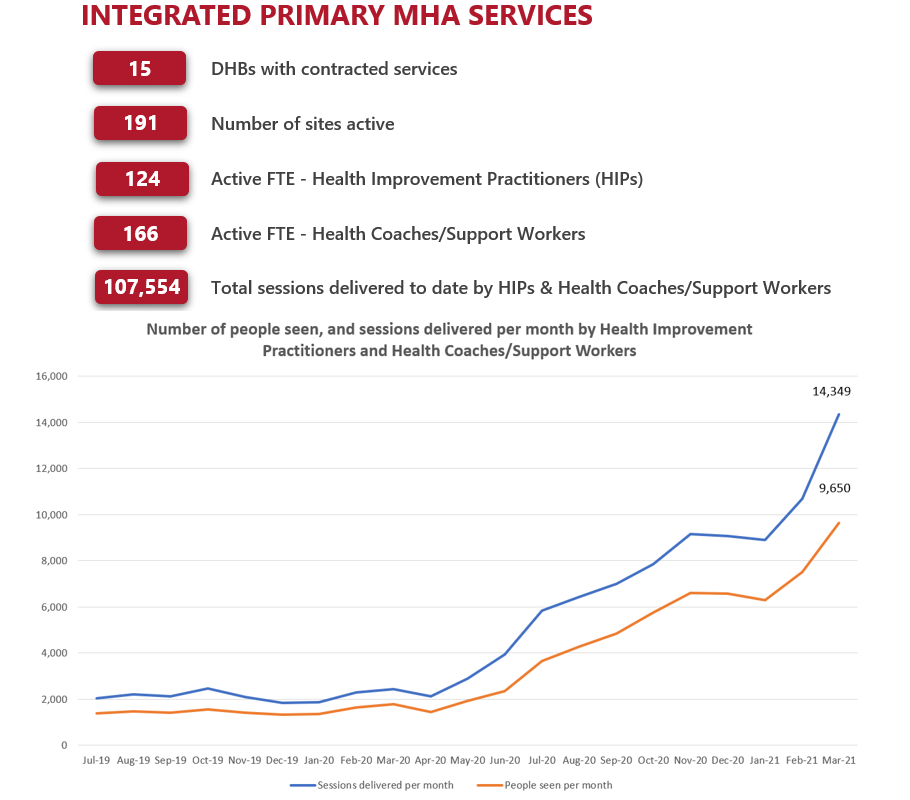 INTEGRATED PRIMARY MHA SERVICES
15 DHBs with contracted services
191 Number of sites active
124 Active FTE - Health Improvement Practitioners (HIPs)
166 Active FTE - Health Coaches/Support Workers
107,554 Total sessions delivered to date by HIPs & Health Coaches/Support Workers
Number of people seen, and sessions delivered per month by Health Improvement
Practitioners and Health Coaches/Support Workers
16,000
14,349
14,000
12,000
9,650
10,000
8,000
6,000
4,000
2,000
0
Jul-19 Aug-19 Sep-19 Oct-19 Nov-19 Dec-19 Jan-20 Feb-20 Mar-20 Apr-20 May-20 Jun-20 Jul-20 Aug-20 Sep-20 Oct-20 Nov-20 Dec-20 Jan-21 Feb-21 Mar-21
Sessions delivered per month People seen per month